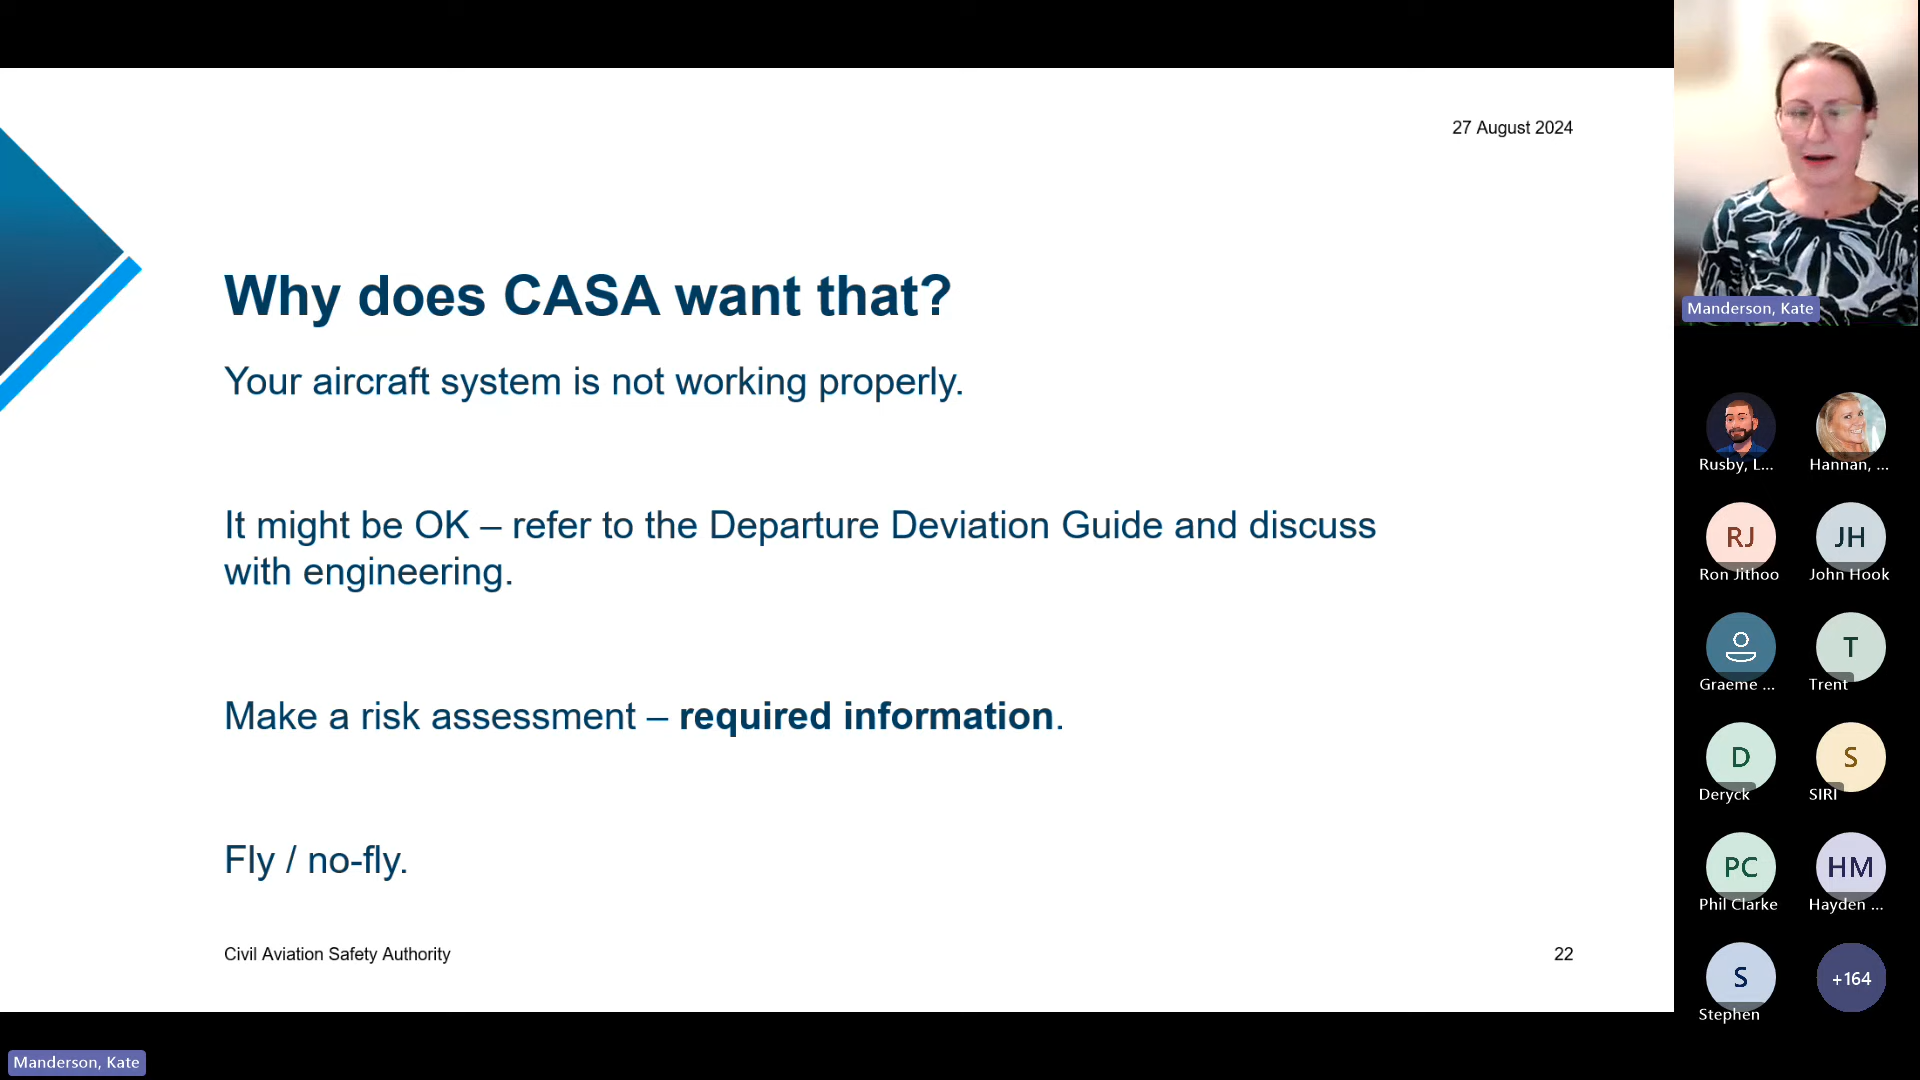 27 August 2024
Why does CASA want that?
Your aircraft system is not working properly.
It might be OK – refer to the Departure Deviation Guide and discuss
with engineering.
Make a risk assessment – required information.
Fly / no-fly.
Civil Aviation Safety Authority
22
Manderson, Kate
Rusby, L...
Hannan, ...
RJ
JH
Ron Jithoo
John Hook
T
Graeme ...
Trent
D
S
Deryck
SIRI
PC
HM
Phil Clarke
Hayden ...
S
+164
Stephen
Manderson, Kate